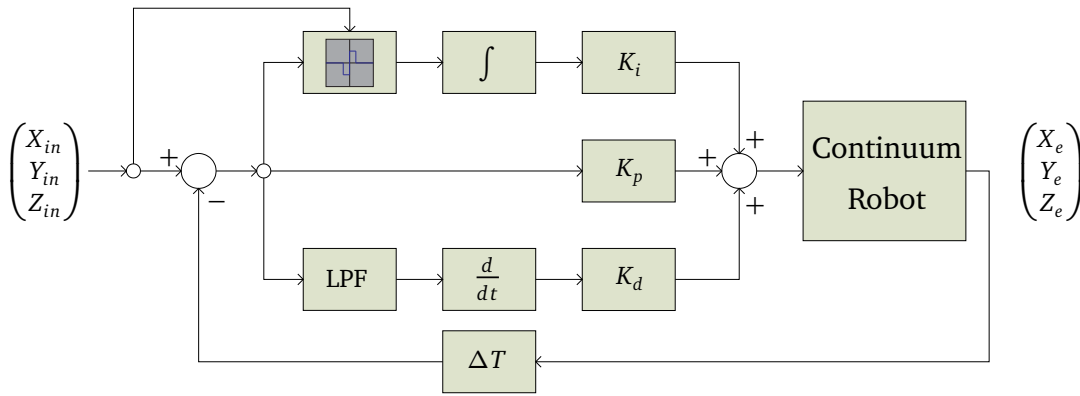 ∫
K_i
X_in
Y_in
Z_in
+
−
K_p
+
+
+
Continuum
Robot
X_e
Y_e
Z_e
LPF
d/dt
K_d
ΔT